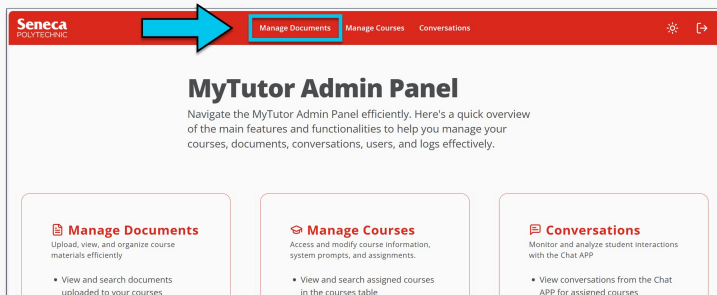 Seneca
POLYTECHNIC
Manage Documents Manage Courses Conversations
MyTutor Admin Panel
Navigate the MyTutor Admin Panel efficiently. Here's a quick overview
of the main features and functionalities to help you manage your
courses, documents, conversations, users, and logs effectively.
Manage Documents
Upload, view, and organize course
materials efficiently
• View and search documents
uploaded to your courses
Manage Courses
Access and modify course information,
system prompts, and assignments.
• View and search assigned courses
in the courses table
Conversations
Monitor and analyze student interactions
with the Chat APP
• View conversations from the Chat
APP for assigned courses